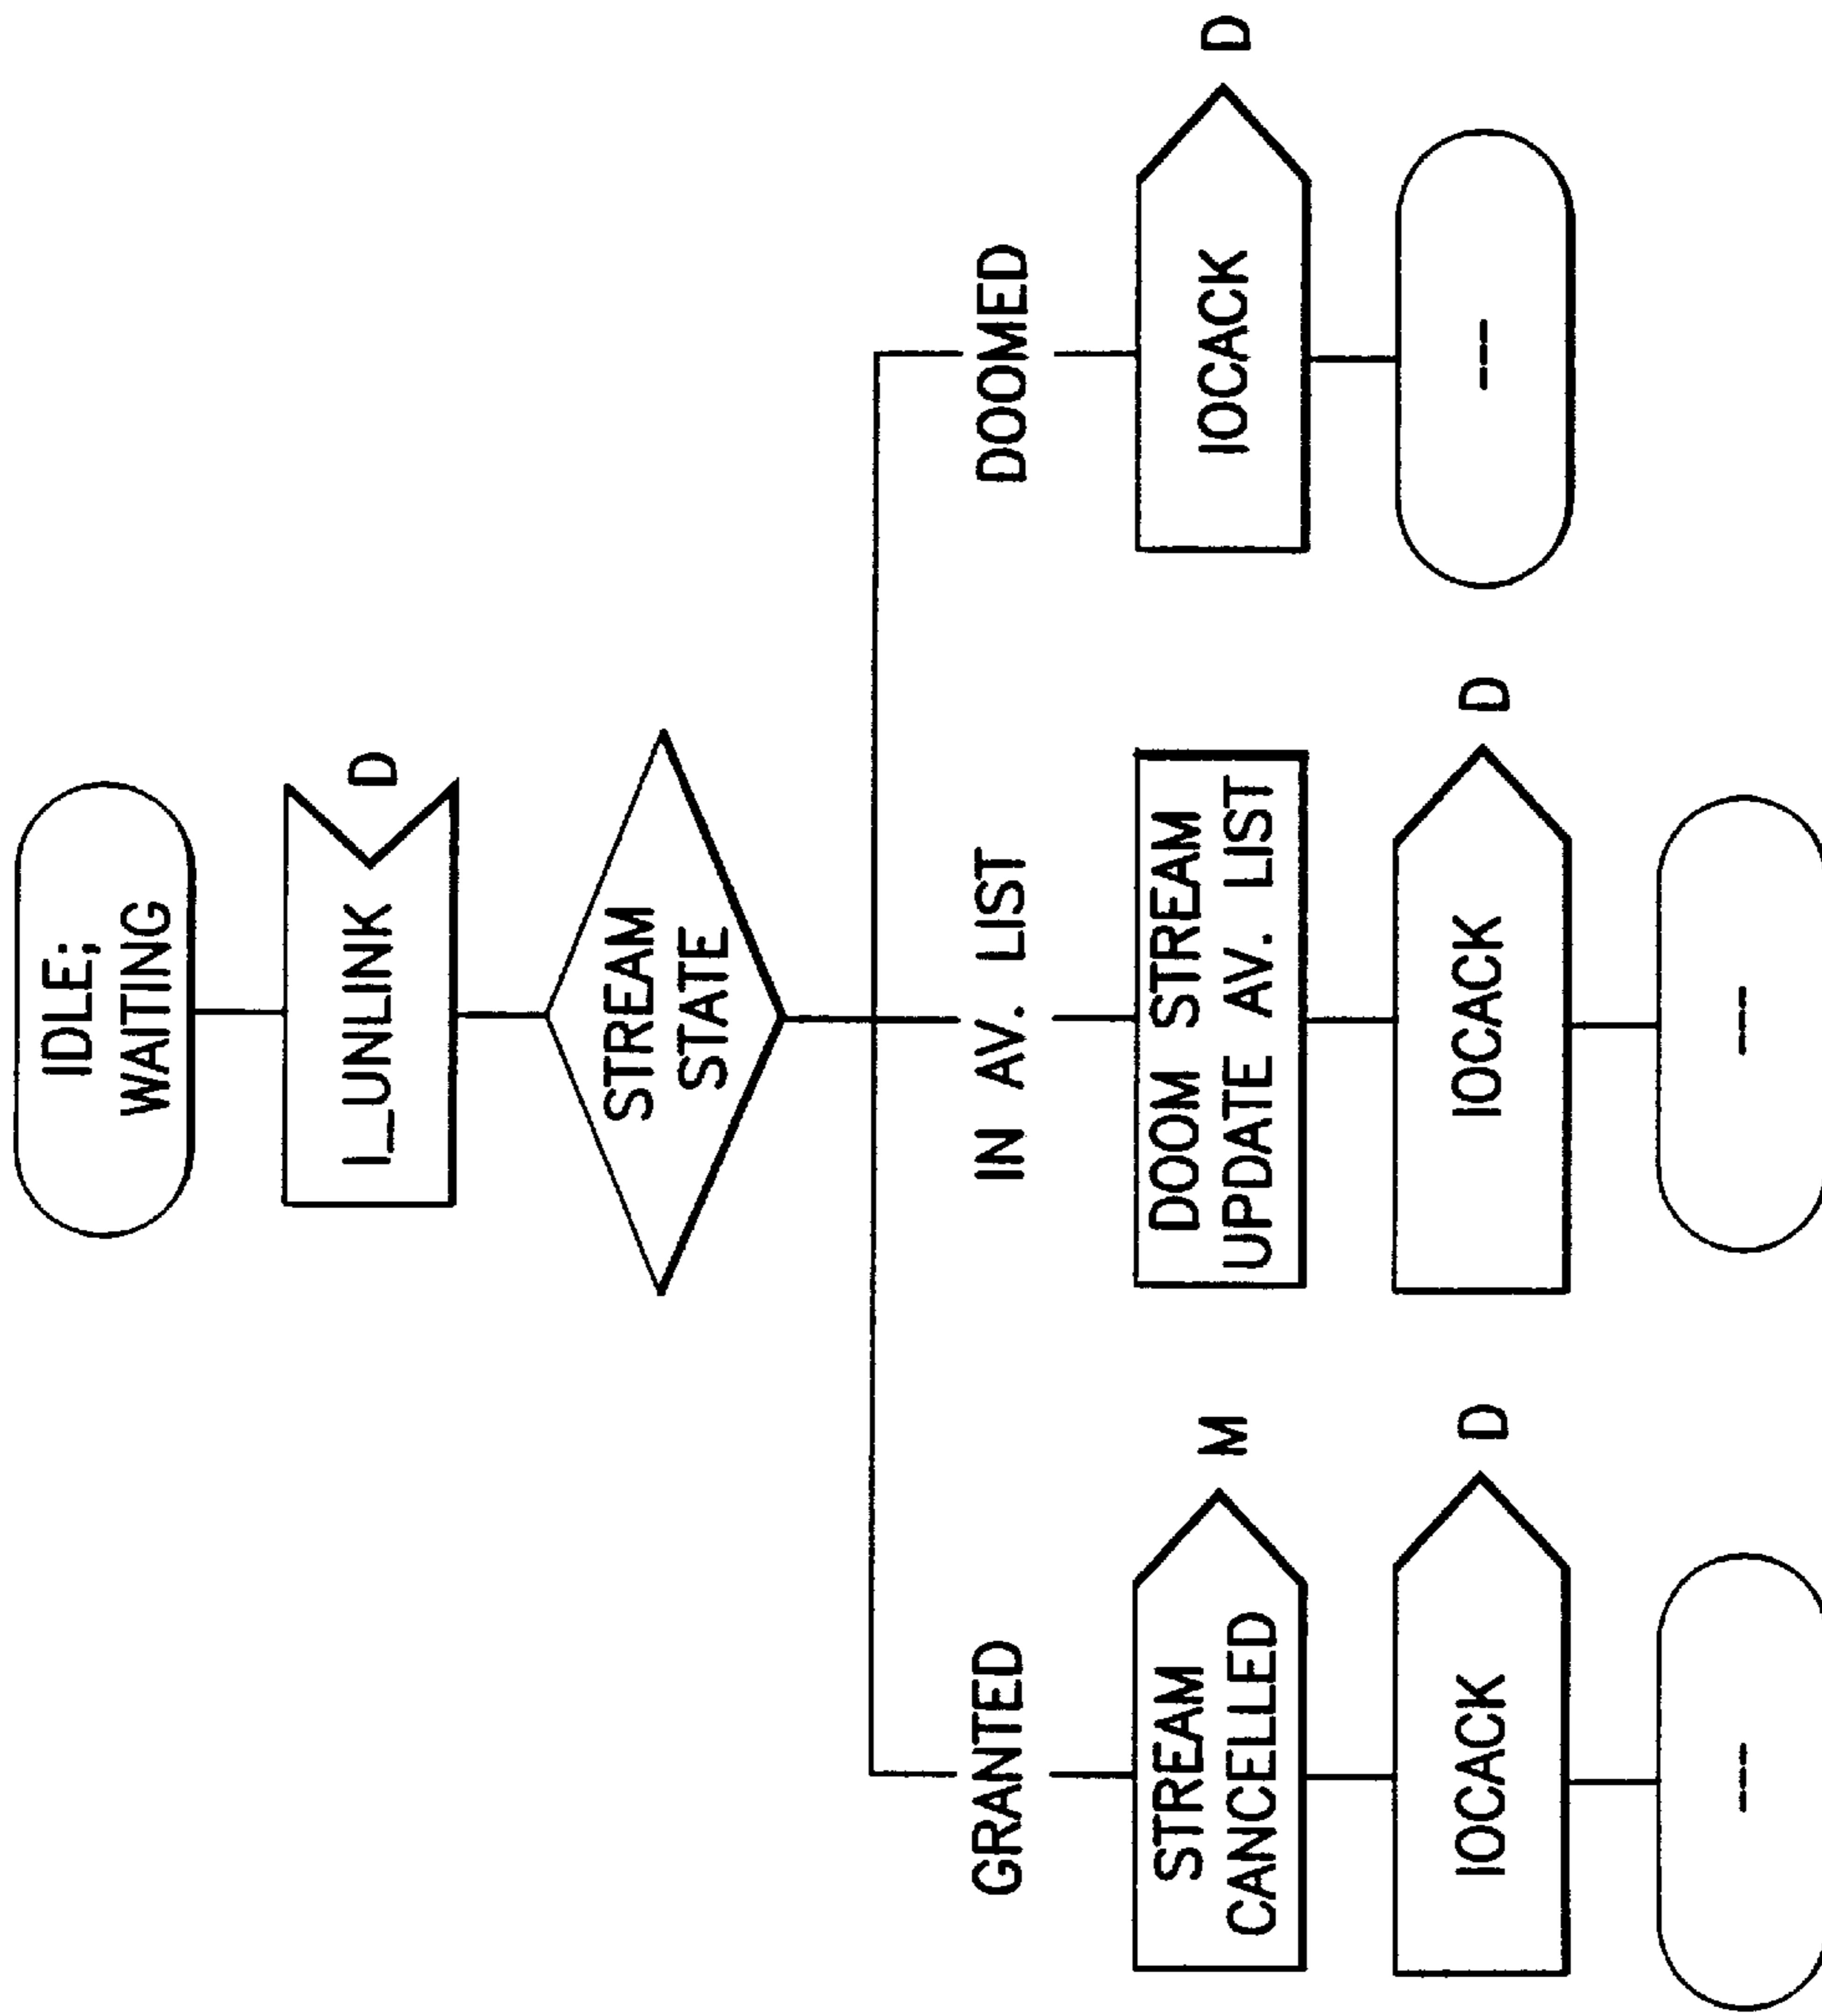 IDLE;
WAITING
I_UNLINK
D
STREAM
STATE
GRANTED
IN AV. LIST
DOOMED
STREAM
CANCELLED
M
DOOM STREAM
UPDATE AV. LIST
IOCACK
D
IOCACK
D
IOCACK
D
---
---
---